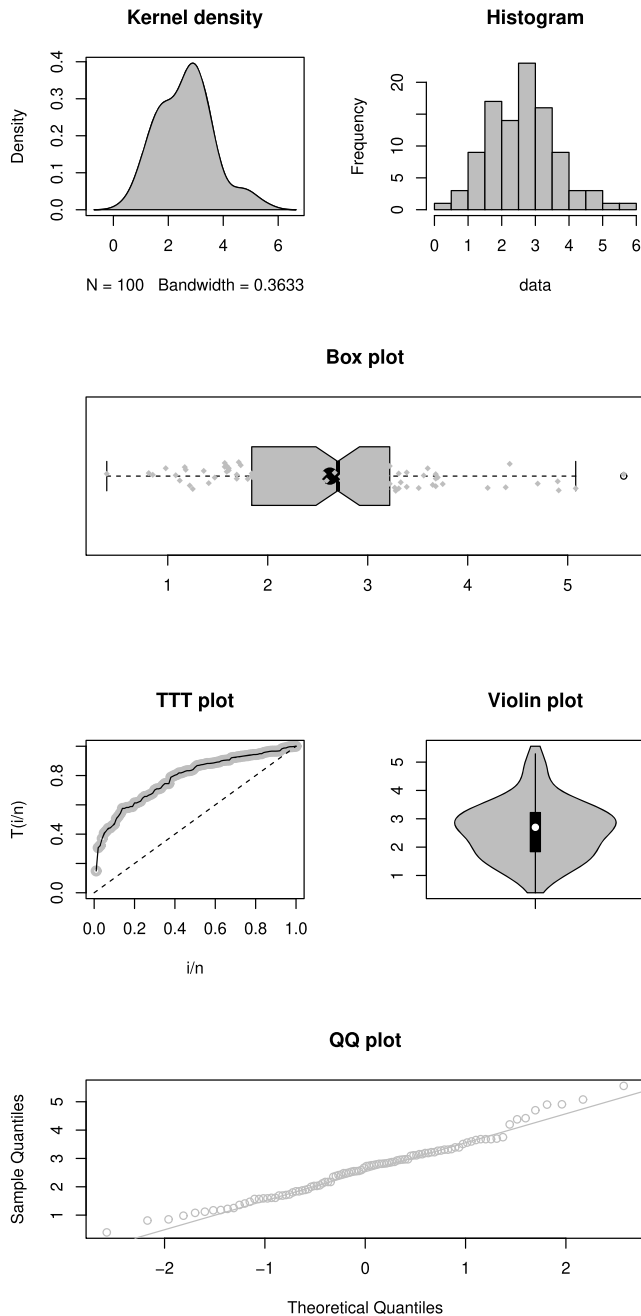 Kernel density
Histogram
Density
0.0 0.1 0.2 0.3 0.4
0 2 4 6
N = 100 Bandwidth = 0.3633
Frequency
0 5 10 20
0 1 2 3 4 5 6
data
Box plot
1 2 3 4 5
TTT plot
Violin plot
T(i/n)
0.0 0.4 0.8
0.0 0.2 0.4 0.6 0.8 1.0
i/n
1 2 3 4 5
QQ plot
Sample Quantiles
1 2 3 4 5
−2 −1 0 1 2
Theoretical Quantiles